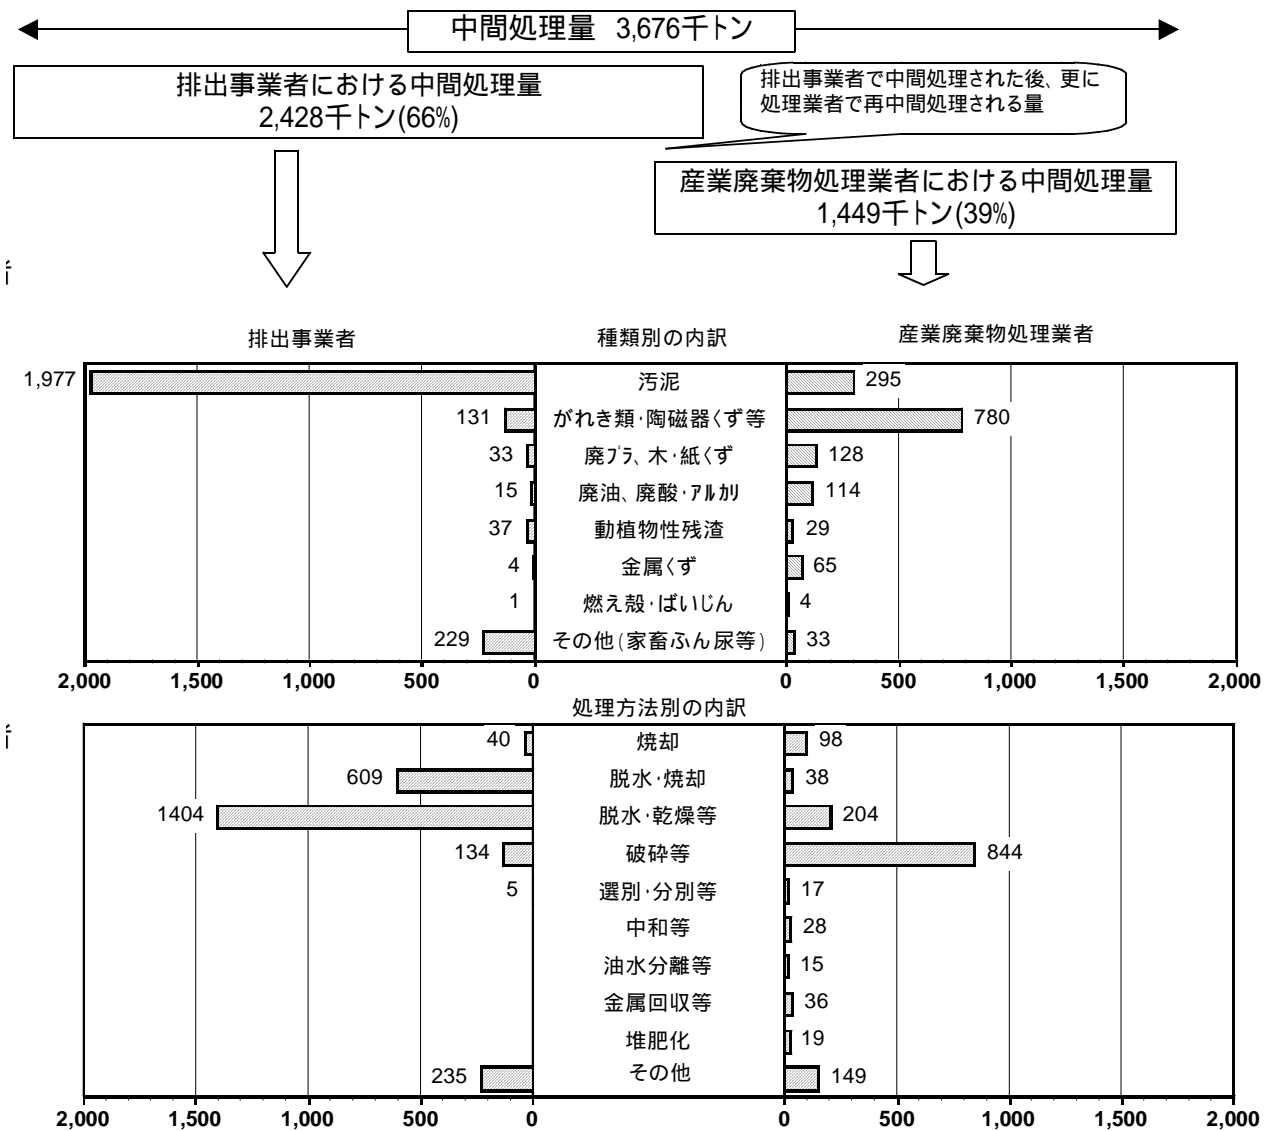 中間処理量 3,676千トン
排出事業者における中間処理量
2,428千トン(66%)
排出事業者で中間処理された後、更に
処理業者で再中間処理される量
産業廃棄物処理業者における中間処理量
1,449千トン(39%)
排出事業者 種類別の内訳 産業廃棄物処理業者
1,977 汚泥 295
131 がれき類・陶磁器くず等 780
33 廃プラ、木・紙くず 128
15 廃油、廃酸・アルカリ 114
37 動植物性残渣 29
4 金属くず 65
1 燃え殻・ばいじん 4
229 その他(家畜ふん尿等) 33
2,000 1,500 1,000 500 0 0 500 1,000 1,500 2,000
処理方法別の内訳
40 焼却 98
609 脱水・焼却 38
1404 脱水・乾燥等 204
134 破砕等 844
5 選別・分別等 17
中和等 28
油水分離等 15
金属回収等 36
堆肥化 19
235 その他 149
2,000 1,500 1,000 500 0 0 500 1,000 1,500 2,000